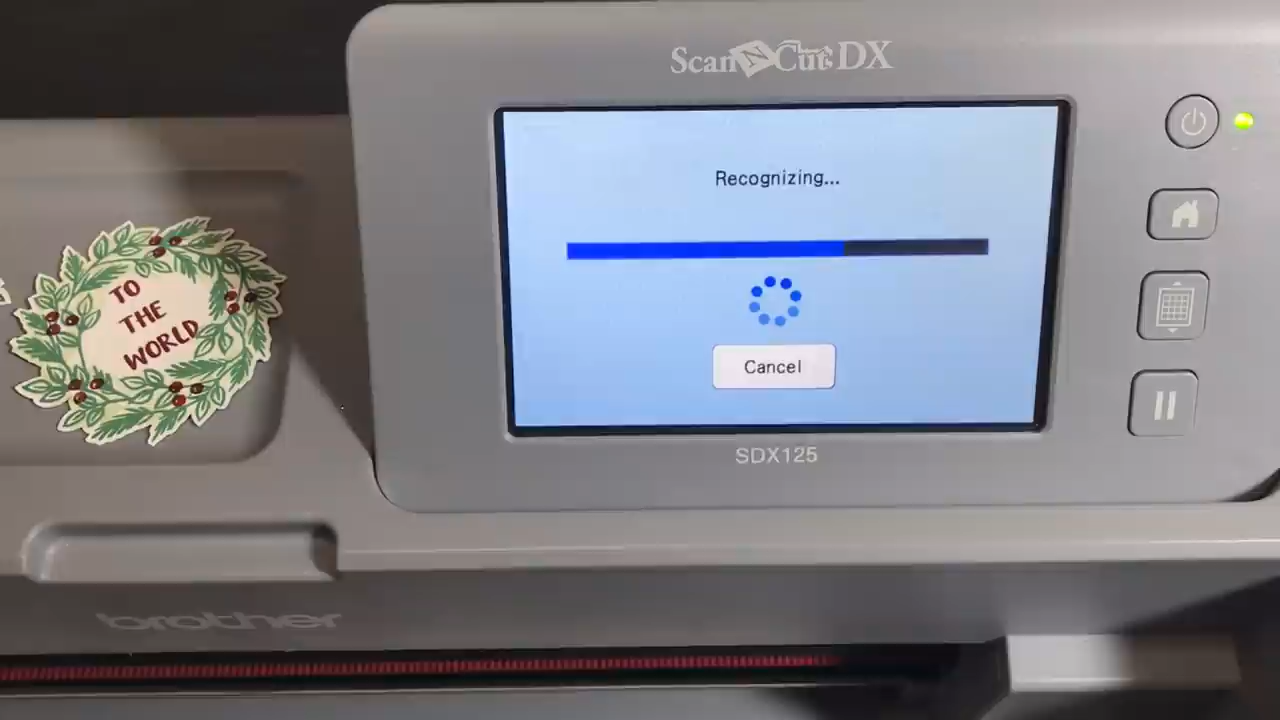 ScanNCut DX
Recognizing...
Cancel
SDX125
TO
THE
WORLD
brother